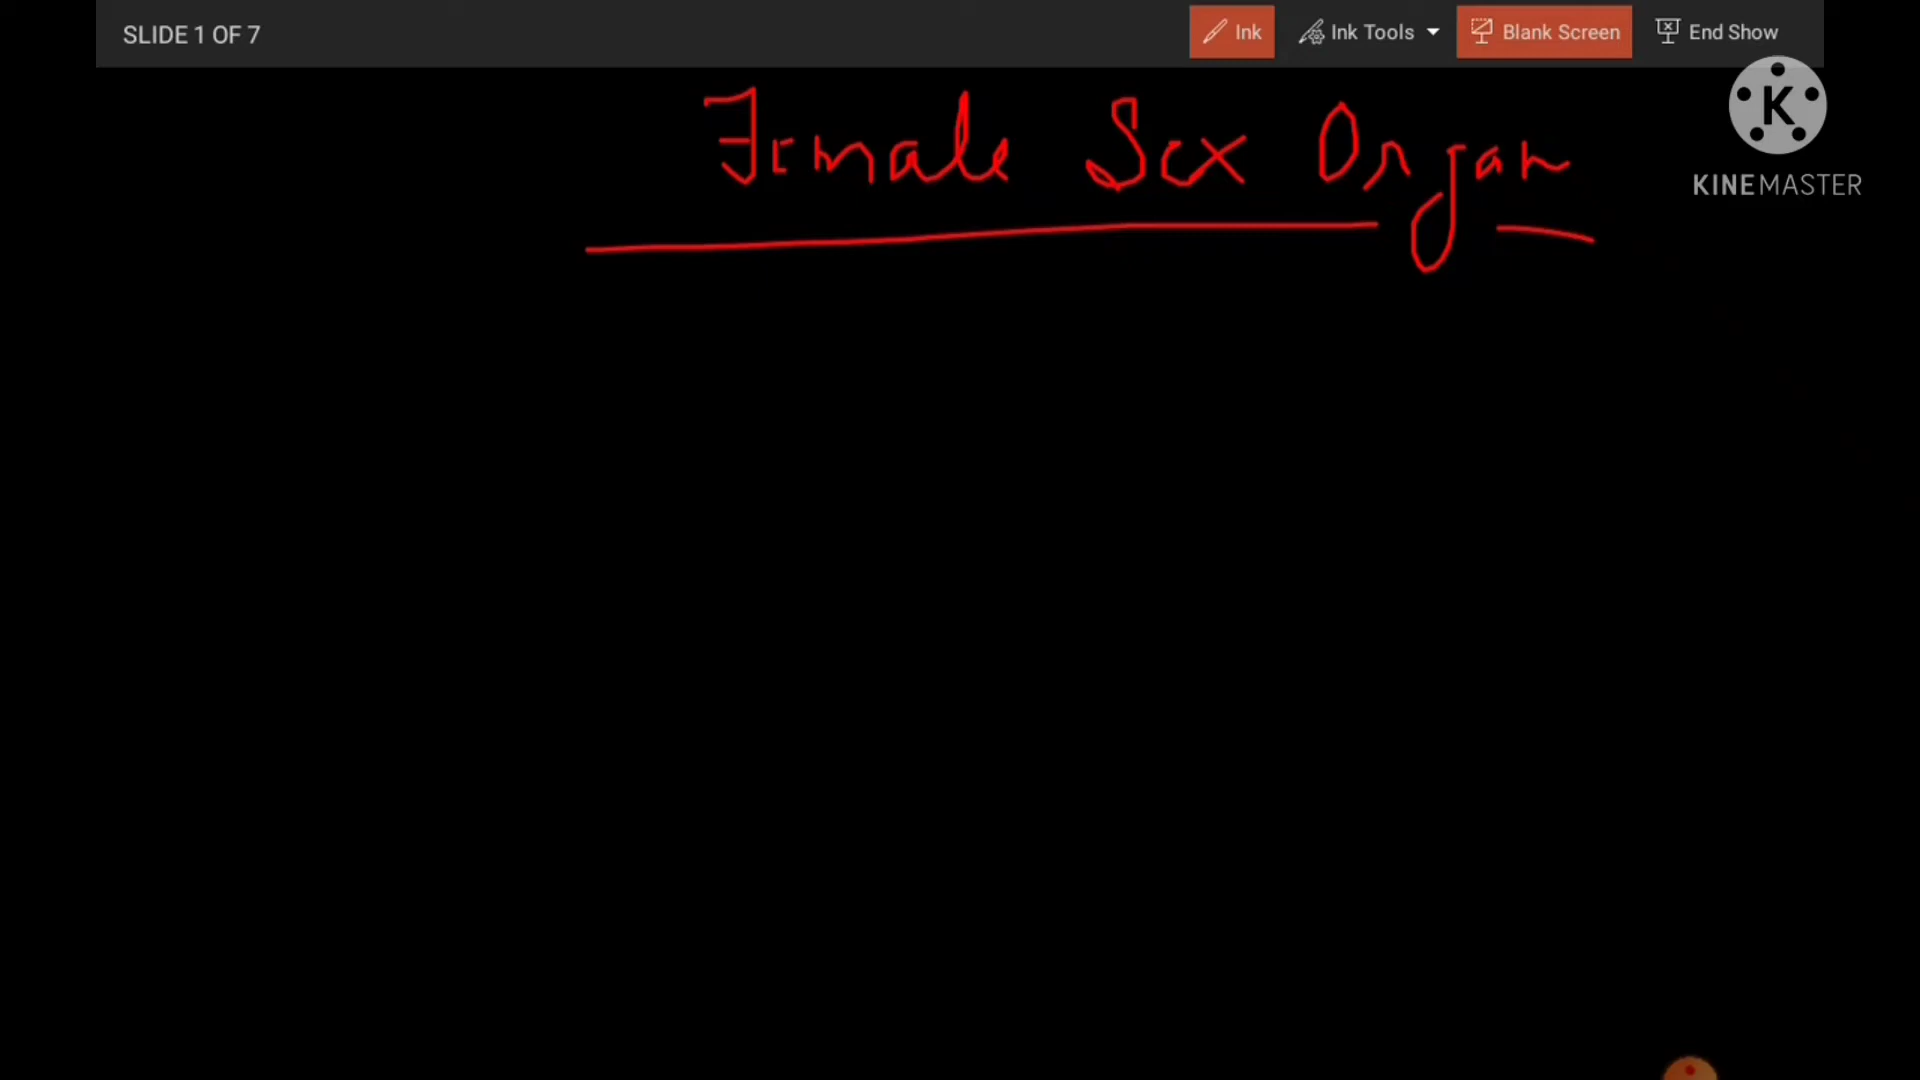 SLIDE 1 OF 7
Ink
Ink Tools
Blank Screen
End Show
K
KINEMASTER
Female Sex Organ